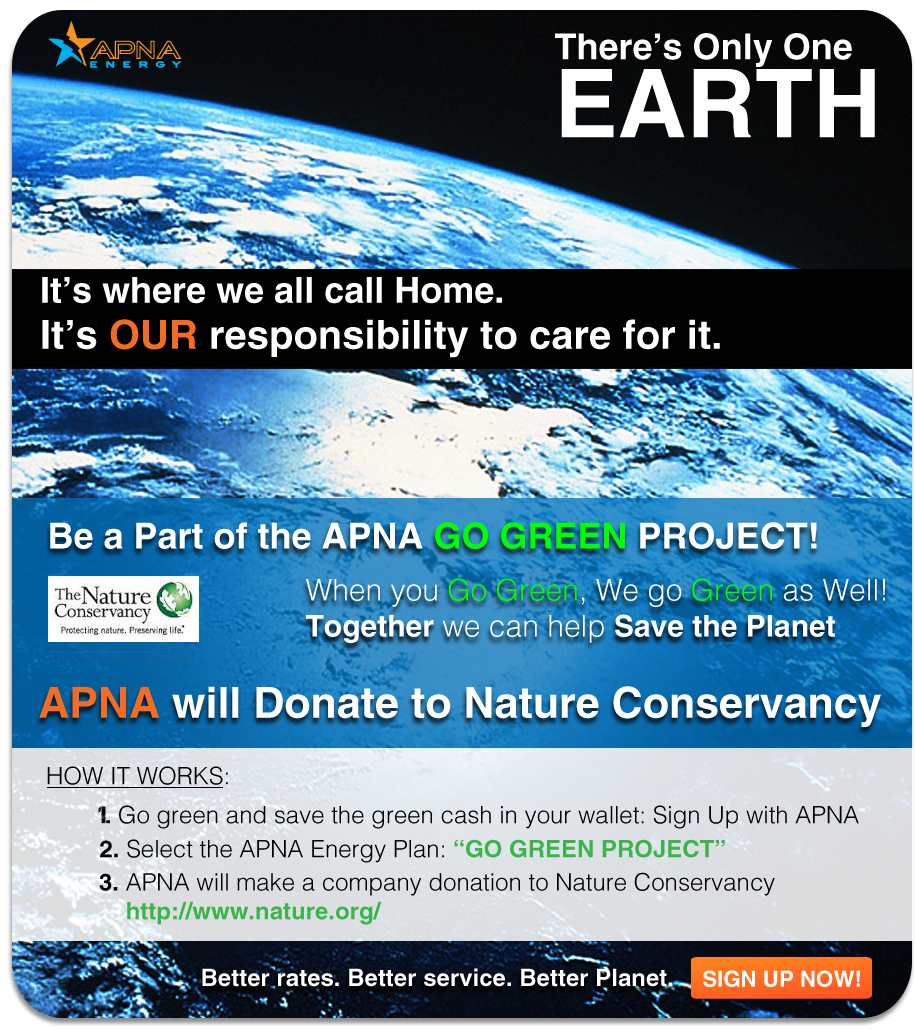 APNA
ENERGY
There's Only One
EARTH
It's where we all call Home.
It's OUR responsibility to care for it.
Be a Part of the APNA GO GREEN PROJECT!
The Nature
Conservancy
Protecting nature. Preserving life.
When you Go Green, We go Green as Well!
Together we can help Save the Planet
APNA will Donate to Nature Conservancy
HOW IT WORKS:
1. Go green and save the green cash in your wallet: Sign Up with APNA
2. Select the APNA Energy Plan: “GO GREEN PROJECT”
3. APNA will make a company donation to Nature Conservancy
http://www.nature.org/
Better rates. Better service. Better Planet.
SIGN UP NOW!